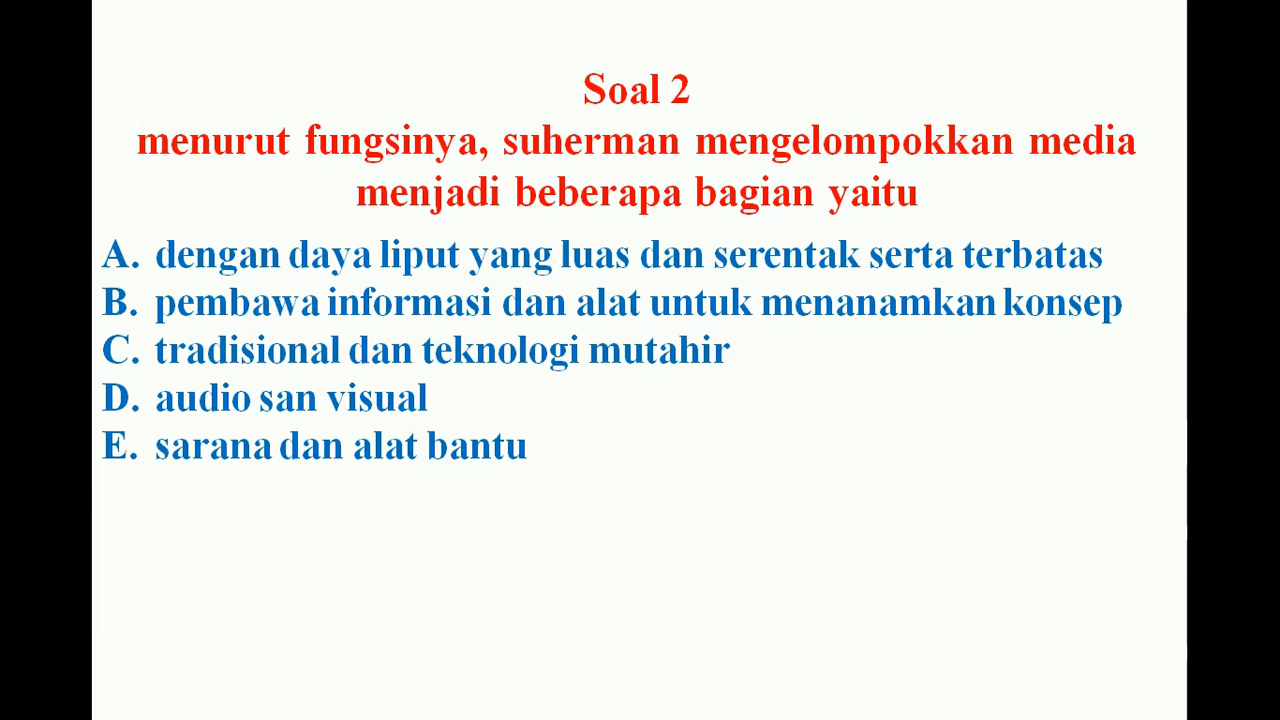 Soal 2
menurut fungsinya, suherman mengelompokkan media
menjadi beberapa bagian yaitu
A. dengan daya liput yang luas dan serentak serta terbatas
B. pembawa informasi dan alat untuk menanamkan konsep
C. tradisional dan teknologi mutahir
D. audio san visual
E. sarana dan alat bantu